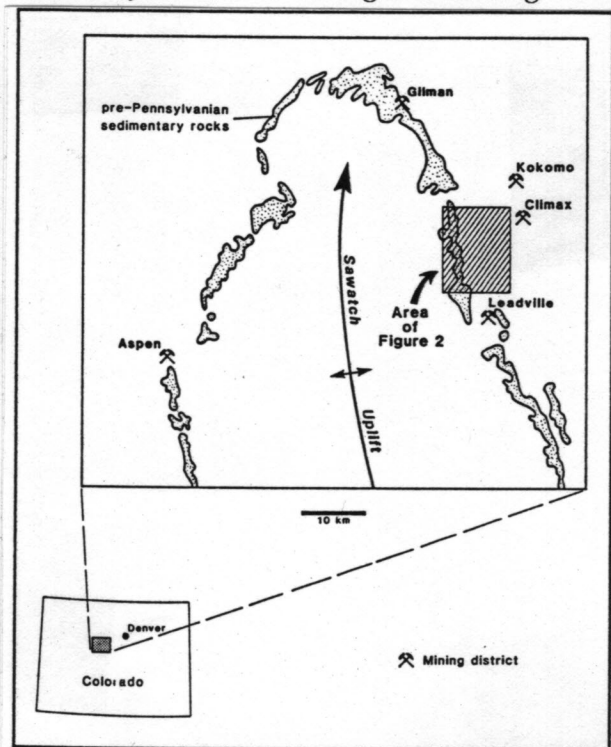 Gilman
pre-Pennsylvanian
sedimentary rocks
Kokomo
Climax
Sawatch
Area
of
Figure 2
Leadville
Aspen
Uplift
10 km
Denver
Colorado
Mining district